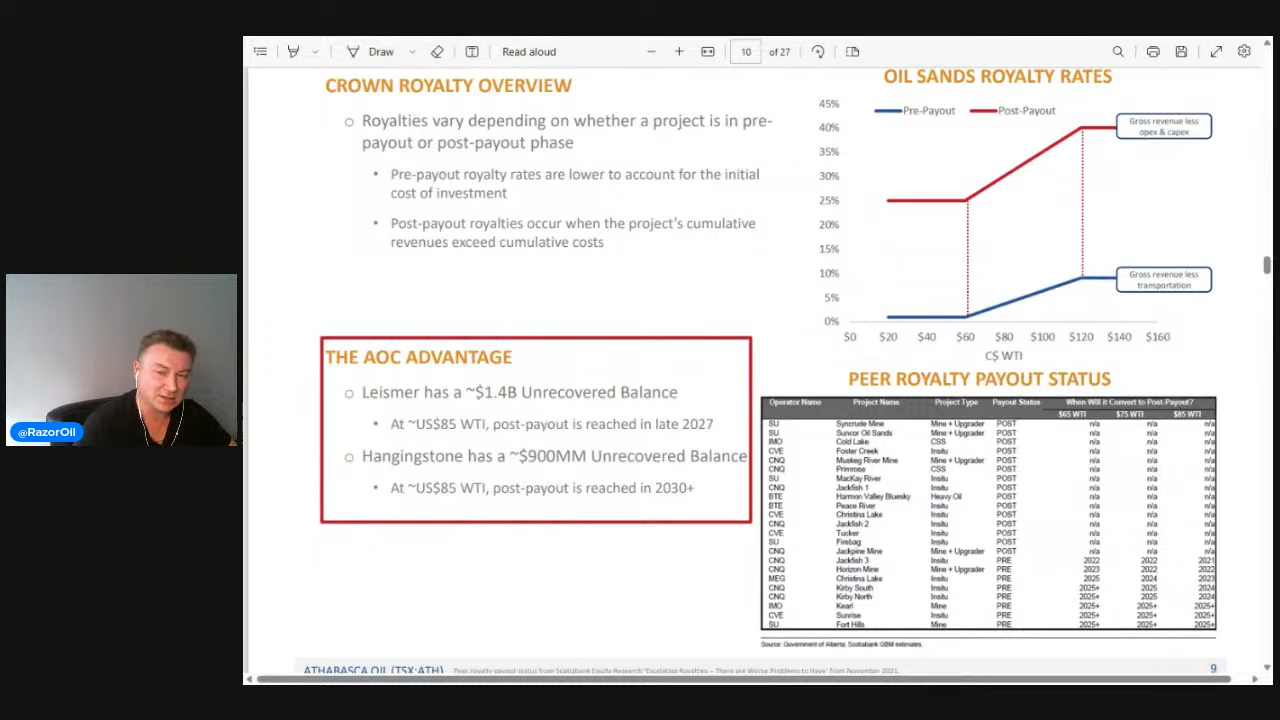 Draw
Read aloud
10
of 27
CROWN ROYALTY OVERVIEW
Royalties vary depending on whether a project is in pre-
payout or post-payout phase
Pre-payout royalty rates are lower to account for the initial
cost of investment
Post-payout royalties occur when the project's cumulative
revenues exceed cumulative costs
THE AOC ADVANTAGE
Leismer has a ~$1.4B Unrecovered Balance
At ~US$85 WTI, post-payout is reached in late 2027
Hangingstone has a ~$900MM Unrecovered Balance
At ~US$85 WTI, post-payout is reached in 2030+
@RazorOil
OIL SANDS ROYALTY RATES
Pre-Payout Post-Payout
45%
40%
35%
30%
25%
20%
15%
10%
5%
0%
Gross revenue less
opex & capex
Gross revenue less
transportation
$0 $20 $40 $60 $80 $100 $120 $140 $160
C$ WTI
PEER ROYALTY PAYOUT STATUS
Operator Name Project Name Project Type Payout Status When Will it Convert to Post-Payout?
$65 WTI $75 WTI $85 WTI
SU Syncrude Mine Mine + Upgrader POST n/a n/a n/a
SU Suncor Oil Sands Mine + Upgrader POST n/a n/a n/a
IMO Cold Lake CSS POST n/a n/a n/a
CVE Foster Creek Insitu POST n/a n/a n/a
CNQ Muskeg River Mine Mine + Upgrader POST n/a n/a n/a
CNQ Primrose CSS POST n/a n/a n/a
SU MacKay River Insitu POST n/a n/a n/a
CNQ Jackfish 1 Insitu POST n/a n/a n/a
BTE Harmon Valley Bluesky Heavy Oil POST n/a n/a n/a
BTE Peace River Insitu POST n/a n/a n/a
CVE Christina Lake Insitu POST n/a n/a n/a
CNQ Jackfish 2 Insitu POST n/a n/a n/a
CVE Tucker Insitu POST n/a n/a n/a
SU Firebag Insitu POST n/a n/a n/a
CNQ Jackpine Mine Mine + Upgrader POST n/a n/a n/a
CNQ Jackfish 3 Insitu PRE 2022 2022 2021
CNQ Horizon Mine Mine + Upgrader PRE 2023 2022 2022
MEG Christina Lake Insitu PRE 2025 2024 2023
CNQ Kirby South Insitu PRE 2025+ 2025 2024
CNQ Kirby North Insitu PRE 2025+ 2025 2024
IMO Kearl Mine PRE 2025+ 2025+ 2025+
CVE Sunrise Insitu PRE 2025+ 2025+ 2025+
SU Fort Hills Mine PRE 2025+ 2025+ 2025+
Source: Government of Alberta; Scotiabank GBM estimates.
ATHABASCA OIL (TSX:ATH)
Peer royalty payout status from Scotiabank Equity Research "Escalating Royalties – There are Worse Problems to Have" from November 2021.
9